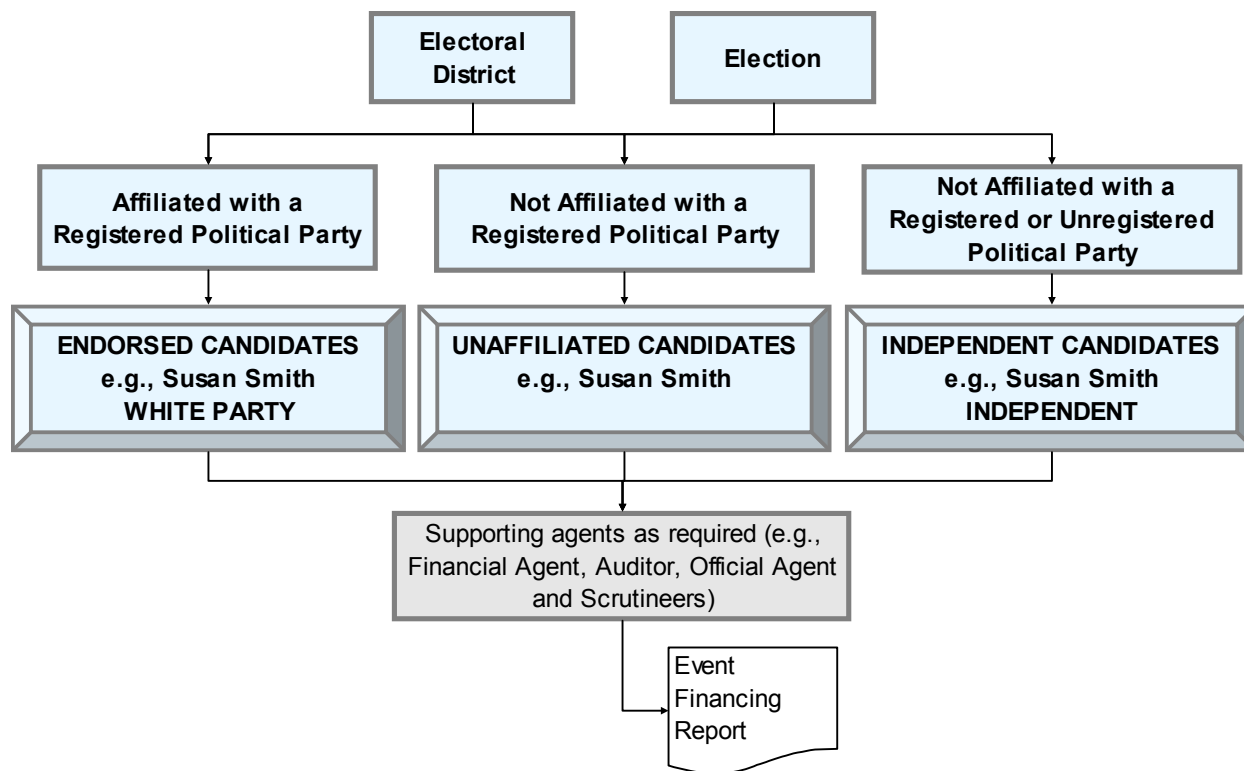 Electoral
District
Election
Affiliated with a
Registered Political Party
Not Affiliated with a
Registered Political Party
Not Affiliated with a
Registered or Unregistered
Political Party
ENDORSED CANDIDATES
e.g., Susan Smith
WHITE PARTY
UNAFFILIATED CANDIDATES
e.g., Susan Smith
INDEPENDENT CANDIDATES
e.g., Susan Smith
INDEPENDENT
Supporting agents as required (e.g.,
Financial Agent, Auditor, Official Agent
and Scrutineers)
Event
Financing
Report